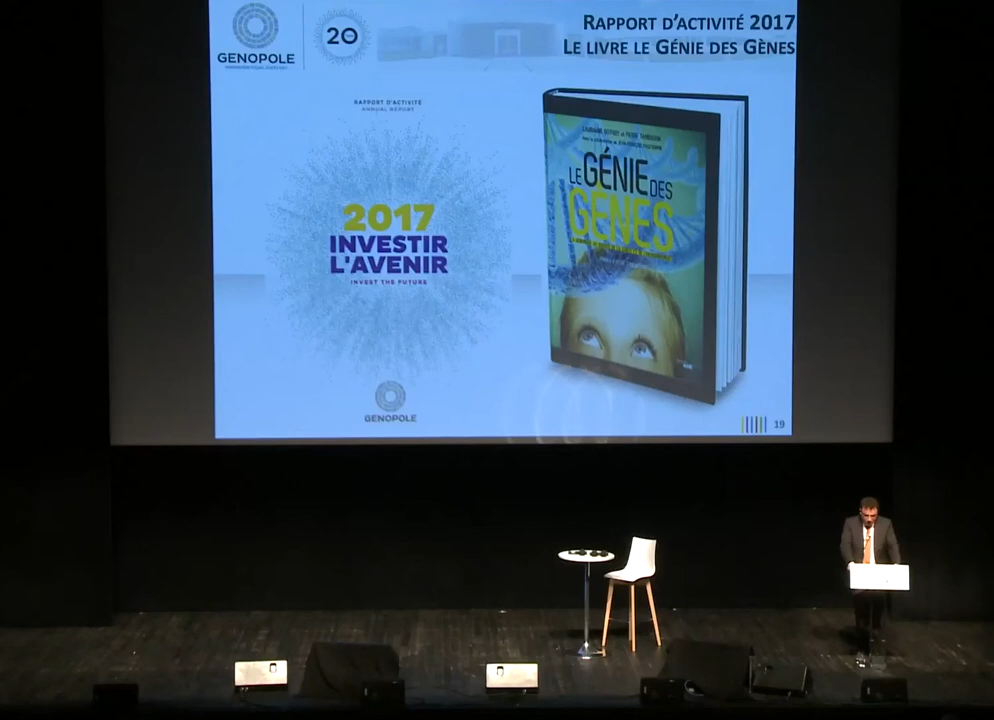 GENOPOLE
20
RAPPORT D'ACTIVITÉ 2017
LE LIVRE LE GÉNIE DES GÈNES
RAPPORT D'ACTIVITÉ
ANNUAL REPORT
2017
INVESTIR
L'AVENIR
INVEST THE FUTURE
GENOPOLE
LE GÉNIE DES
GÈNES
19